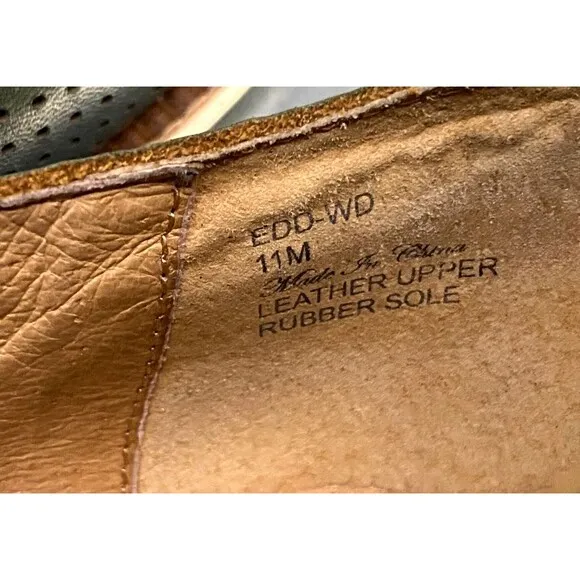 EDD-WD
11M
Made In China
LEATHER UPPER
RUBBER SOLE